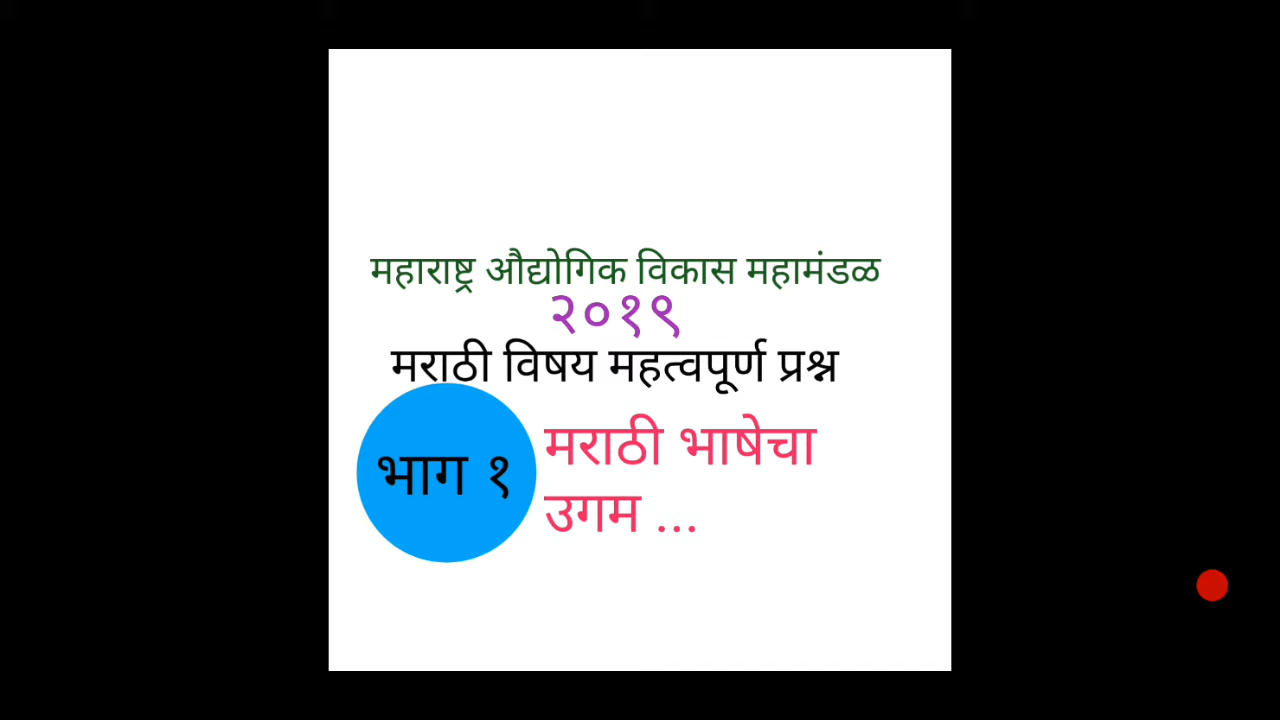 महाराष्ट्र औद्योगिक विकास महामंडळ
२०१९
मराठी विषय महत्वपूर्ण प्रश्न
भाग १
मराठी भाषेचा
उगम ...